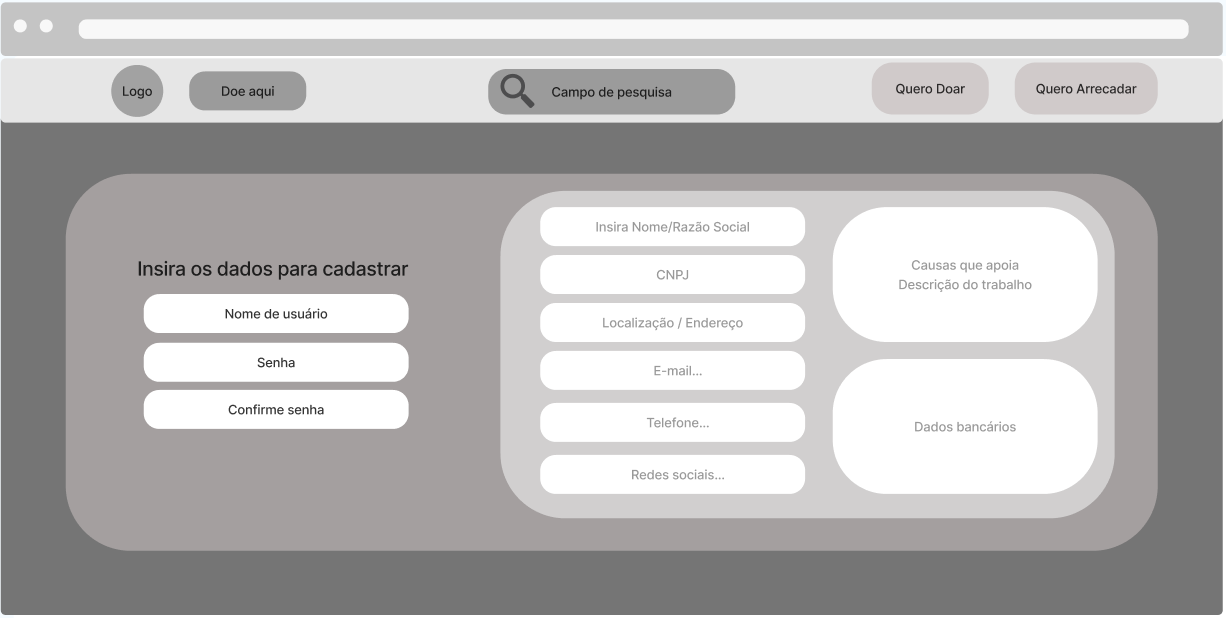 Logo
Doe aqui
Campo de pesquisa
Quero Doar
Quero Arrecadar
Insira os dados para cadastrar
Nome de usuário
Senha
Confirme senha
Insira Nome/Razão Social
CNPJ
Localização / Endereço
E-mail...
Telefone...
Redes sociais...
Causas que apoia
Descrição do trabalho
Dados bancários